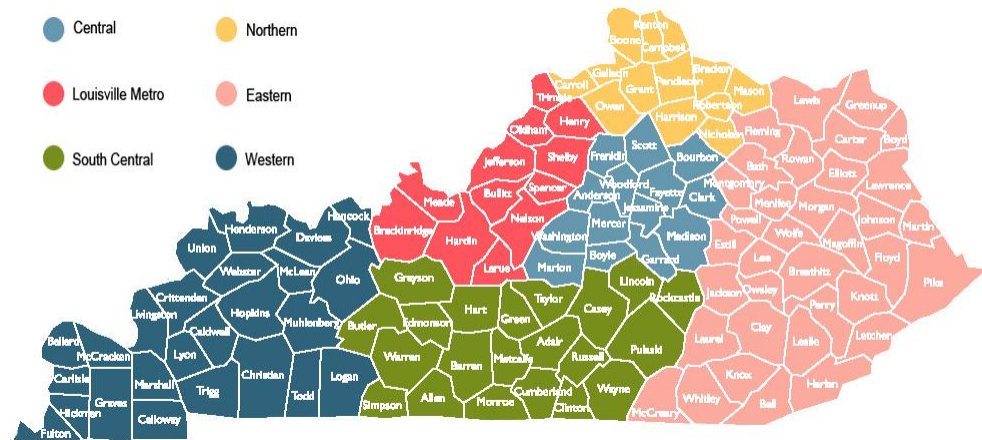 Central
Northern
Louisville Metro
Eastern
South Central
Western
Kenton
Boone
Campbell
Gallatin
Carroll
Bracken
Pendleton
Grant
Mason
Trimble
Owen
Robertson
Harrison
Nicholas
Henry
Oldham
Shelby
Jefferson
Spencer
Bullitt
Meade
Nelson
Breckinridge
Hardin
Larue
Scott
Franklin
Bourbon
Woodford
Fayette
Anderson
Clark
Jessamine
Mercer
Washington
Madison
Boyle
Garrard
Marion
Lewis
Greenup
Fleming
Carter
Boyd
Rowan
Bath
Elliott
Montgomery
Lawrence
Menifee
Morgan
Powell
Johnson
Martin
Wolfe
Magoffin
Estill
Lee
Floyd
Breathitt
Pike
Jackson
Owsley
Knott
Perry
Clay
Laurel
Leslie
Letcher
Knox
Harlan
Whitley
Bell
McCreary
Hancock
Henderson
Daviess
Union
Webster
McLean
Ohio
Crittenden
Livingston
Hopkins
Muhlenberg
Caldwell
Ballerd
McCracken
Lyon
Carlisle
Marshall
Trigg
Christian
Todd
Logan
Graves
Hickman
Calloway
Fulton
Grayson
Hart
Taylor
Green
Casey
Lincoln
Rockcastle
Butler
Edmonson
Adair
Warren
Barren
Metcalfe
Russell
Pulaski
Simpson
Allen
Monroe
Cumberland
Clinton
Wayne